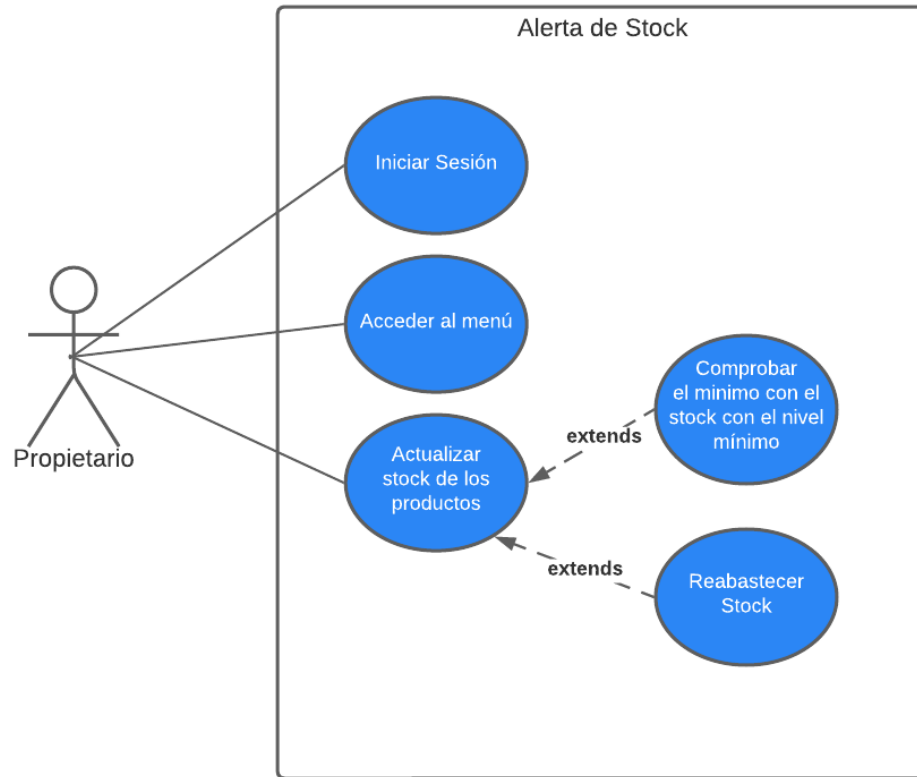 Alerta de Stock
Iniciar Sesión
Acceder al menú
Comprobar
el minimo con el
stock con el nivel
mínimo
extends
Actualizar
stock de los
productos
Propietario
extends
Reabastecer
Stock